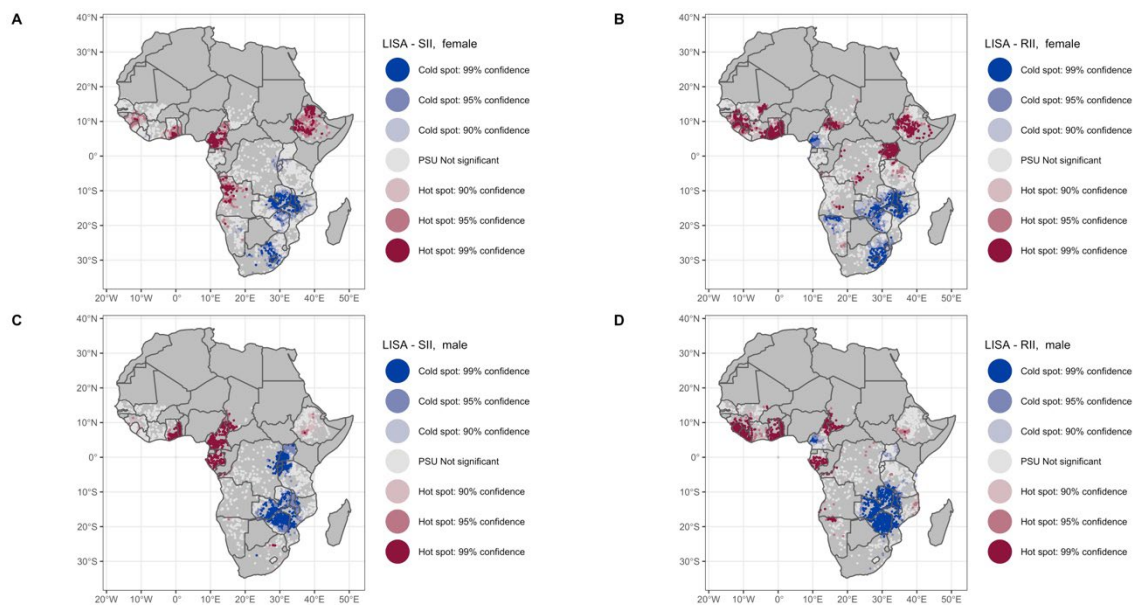 A
LISA - SII, female
Cold spot: 99% confidence
Cold spot: 95% confidence
Cold spot: 90% confidence
PSU Not significant
Hot spot: 90% confidence
Hot spot: 95% confidence
Hot spot: 99% confidence
40°N
30°N
20°N
10°N
0°
10°S
20°S
30°S
20°W 10°W 0° 10°E 20°E 30°E 40°E 50°E
B
LISA - RII, female
Cold spot: 99% confidence
Cold spot: 95% confidence
Cold spot: 90% confidence
PSU Not significant
Hot spot: 90% confidence
Hot spot: 95% confidence
Hot spot: 99% confidence
40°N
30°N
20°N
10°N
0°
10°S
20°S
30°S
20°W 10°W 0° 10°E 20°E 30°E 40°E 50°E
C
LISA - SII, male
Cold spot: 99% confidence
Cold spot: 95% confidence
Cold spot: 90% confidence
PSU Not significant
Hot spot: 90% confidence
Hot spot: 95% confidence
Hot spot: 99% confidence
40°N
30°N
20°N
10°N
0°
10°S
20°S
30°S
20°W 10°W 0° 10°E 20°E 30°E 40°E 50°E
D
LISA - RII, male
Cold spot: 99% confidence
Cold spot: 95% confidence
Cold spot: 90% confidence
PSU Not significant
Hot spot: 90% confidence
Hot spot: 95% confidence
Hot spot: 99% confidence
40°N
30°N
20°N
10°N
0°
10°S
20°S
30°S
20°W 10°W 0° 10°E 20°E 30°E 40°E 50°E